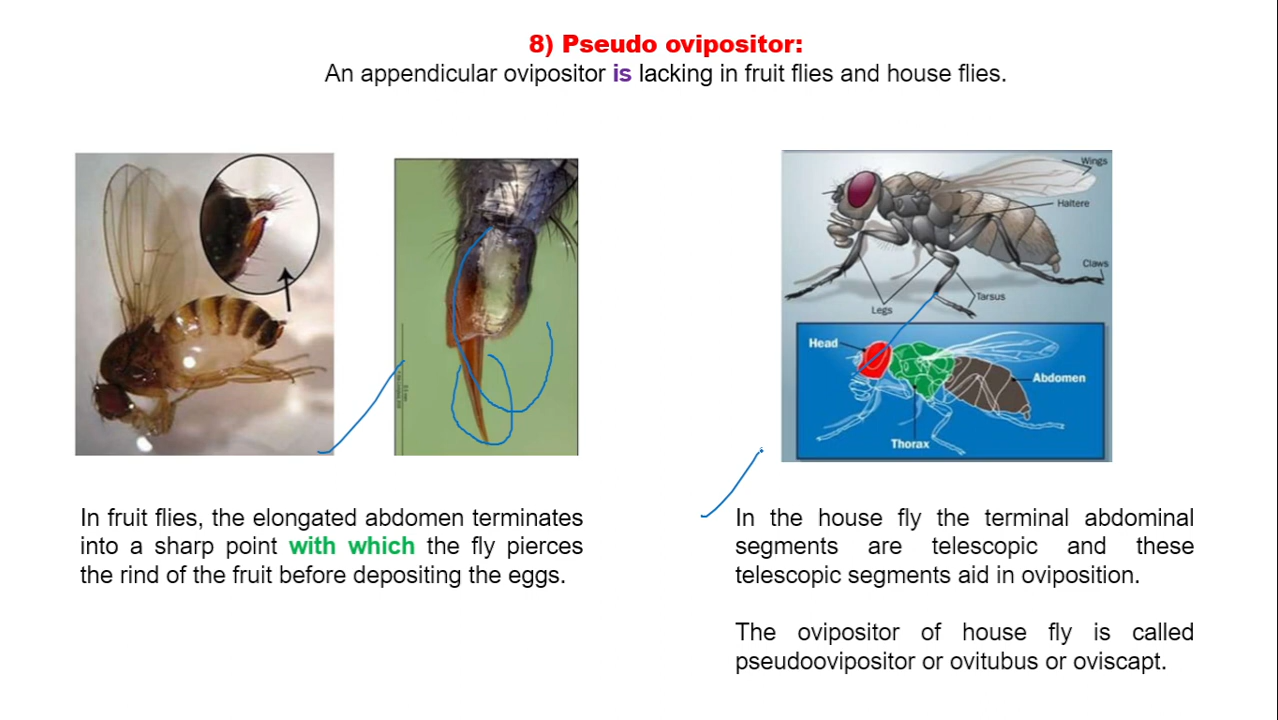 8) Pseudo ovipositor:
An appendicular ovipositor is lacking in fruit flies and house flies.
Wings
Haltere
Claws
Tarsus
Legs
Head
Abdomen
Thorax
In fruit flies, the elongated abdomen terminates
into a sharp point with which the fly pierces
the rind of the fruit before depositing the eggs.
In the house fly the terminal abdominal
segments are telescopic and these
telescopic segments aid in oviposition.
The ovipositor of house fly is called
pseudoovipositor or ovitubus or oviscapt.